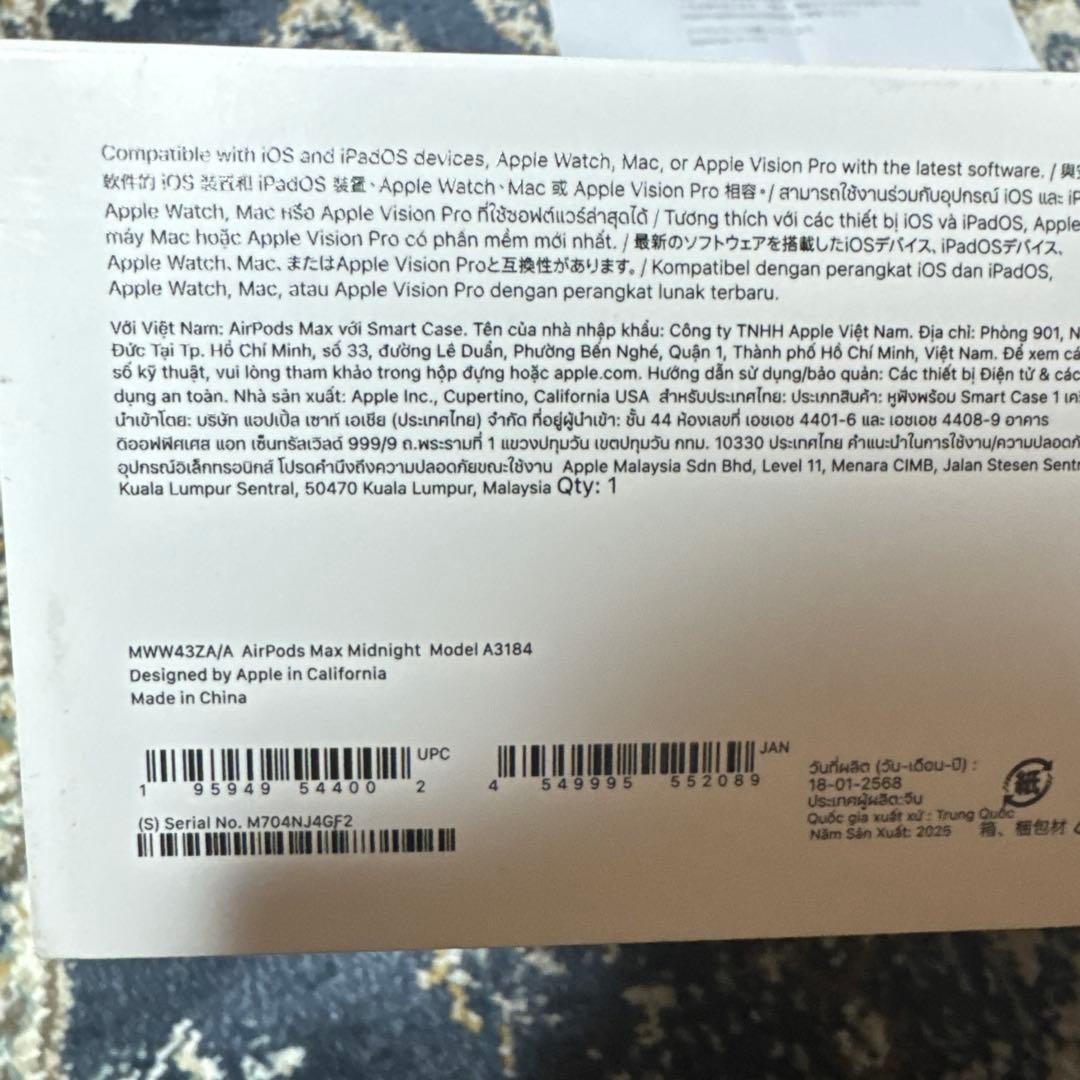 Compatible with iOS and iPadOS devices, Apple Watch, Mac, or Apple Vision Pro with the latest software. / 與
軟件的 iOS 裝置和 iPadOS 裝置、Apple Watch、Mac 或 Apple Vision Pro 相容。/ สามารถใช้งานร่วมกับอุปกรณ์ iOS และ iP
Apple Watch, Mac หรือ Apple Vision Pro ที่ใช้ซอฟต์แวร์ล่าสุดได้ / Tương thích với các thiết bị iOS và iPadOS, Apple
máy Mac hoặc Apple Vision Pro có phần mềm mới nhất. / 最新のソフトウェアを搭載したiOSデバイス、iPadOSデバイス、
Apple Watch、Mac、またはApple Vision Proと互換性があります。/ Kompatibel dengan perangkat iOS dan iPadOS,
Apple Watch, Mac, atau Apple Vision Pro dengan perangkat lunak terbaru.
Với Việt Nam: AirPods Max với Smart Case. Tên của nhà nhập khẩu: Công ty TNHH Apple Việt Nam. Địa chỉ: Phòng 901, N
Đức Tại Tp. Hồ Chí Minh, số 33, đường Lê Duẩn, Phường Bến Nghé, Quận 1, Thành phố Hồ Chí Minh, Việt Nam. Để xem cá
số kỹ thuật, vui lòng tham khảo trong hộp đựng hoặc apple.com. Hướng dẫn sử dụng/bảo quản: Các thiết bị Điện tử & các
dụng an toàn. Nhà sản xuất: Apple Inc., Cupertino, California USA สำหรับประเทศไทย: ประเภทสินค้า: หูฟังพร้อม Smart Case 1 เค
นำเข้าโดย: บริษัท แอปเปิ้ล เซาท์ เอเชีย (ประเทศไทย) จำกัด ที่อยู่ผู้นำเข้า: ชั้น 44 ห้องเลขที่ เอชเอช 4401-6 และ เอชเอช 4408-9 อาคาร
ดิออฟฟิศเศส แอท เซ็นทรัลเวิลด์ 999/9 ถ.พระรามที่ 1 แขวงปทุมวัน เขตปทุมวัน กทม. 10330 ประเทศไทย คำแนะนำในการใช้งาน/ความปลอดภ
อุปกรณ์อิเล็กทรอนิกส์ โปรดคำนึงถึงความปลอดภัยขณะใช้งาน Apple Malaysia Sdn Bhd, Level 11, Menara CIMB, Jalan Stesen Sentr
Kuala Lumpur Sentral, 50470 Kuala Lumpur, Malaysia Qty: 1
MWW43ZA/A AirPods Max Midnight Model A3184
Designed by Apple in California
Made in China
UPC
1 95949 54400 2
JAN
4 549995 552089
(S) Serial No. M704NJ4GF2
วันที่ผลิต (วัน-เดือน-ปี) :
18-01-2568
ประเทศผู้ผลิต:จีน
Quốc gia xuất xứ : Trung Quốc
Năm Sản Xuất: 2025
紙
箱、梱包材